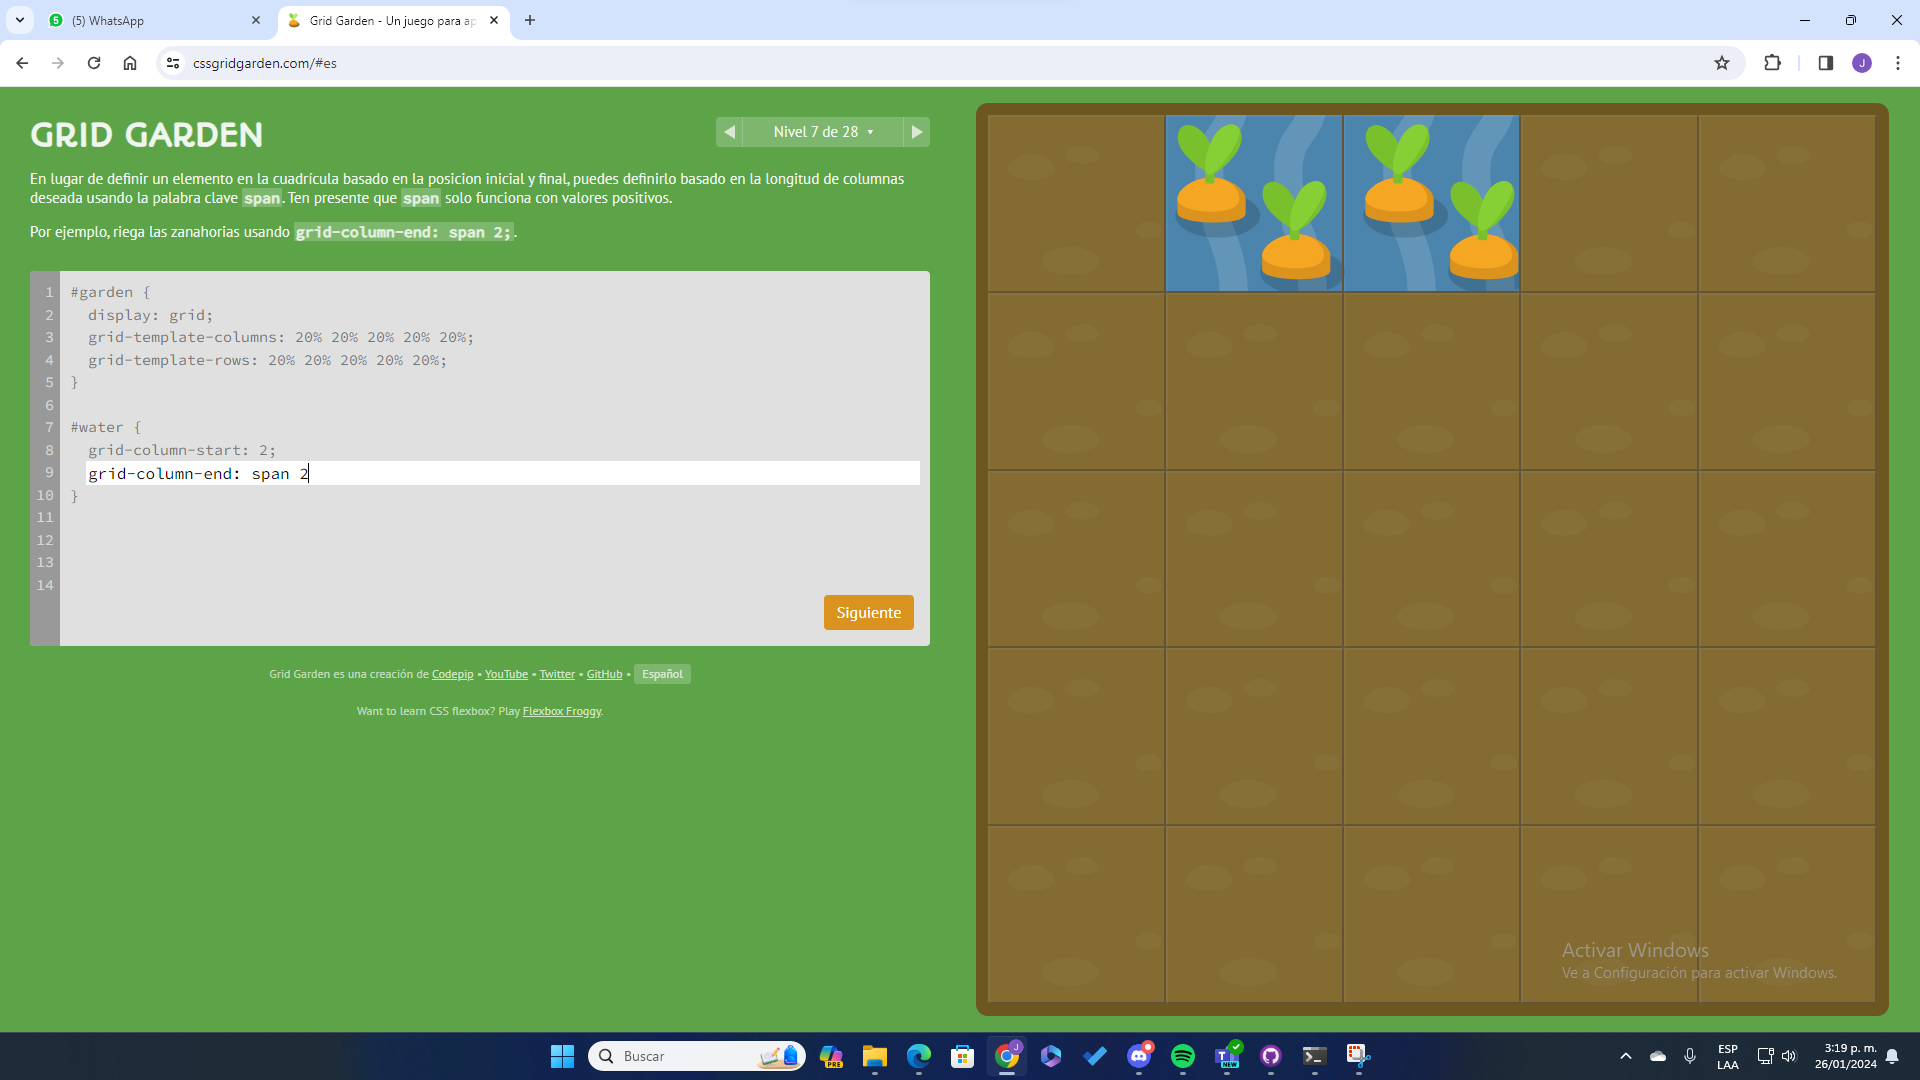 (5) WhatsApp
Grid Garden - Un juego para ap
cssgridgarden.com/#es
J
GRID GARDEN
Nivel 7 de 28
En lugar de definir un elemento en la cuadrícula basado en la posicion inicial y final, puedes definirlo basado en la longitud de columnas
deseada usando la palabra clave span. Ten presente que span solo funciona con valores positivos.
Por ejemplo, riega las zanahorias usando grid-column-end: span 2;.
1 #garden {
2 display: grid;
3 grid-template-columns: 20% 20% 20% 20% 20%;
4 grid-template-rows: 20% 20% 20% 20% 20%;
5 }
6
7 #water {
8 grid-column-start: 2;
9 grid-column-end: span 2
10 }
11
12
13
14
Siguiente
Grid Garden es una creación de Codepip • YouTube • Twitter • GitHub • Español
Want to learn CSS flexbox? Play Flexbox Froggy.
Activar Windows
Ve a Configuración para activar Windows.
Buscar
PRE
J
NEW
ESP
LAA
3:19 p. m.
26/01/2024